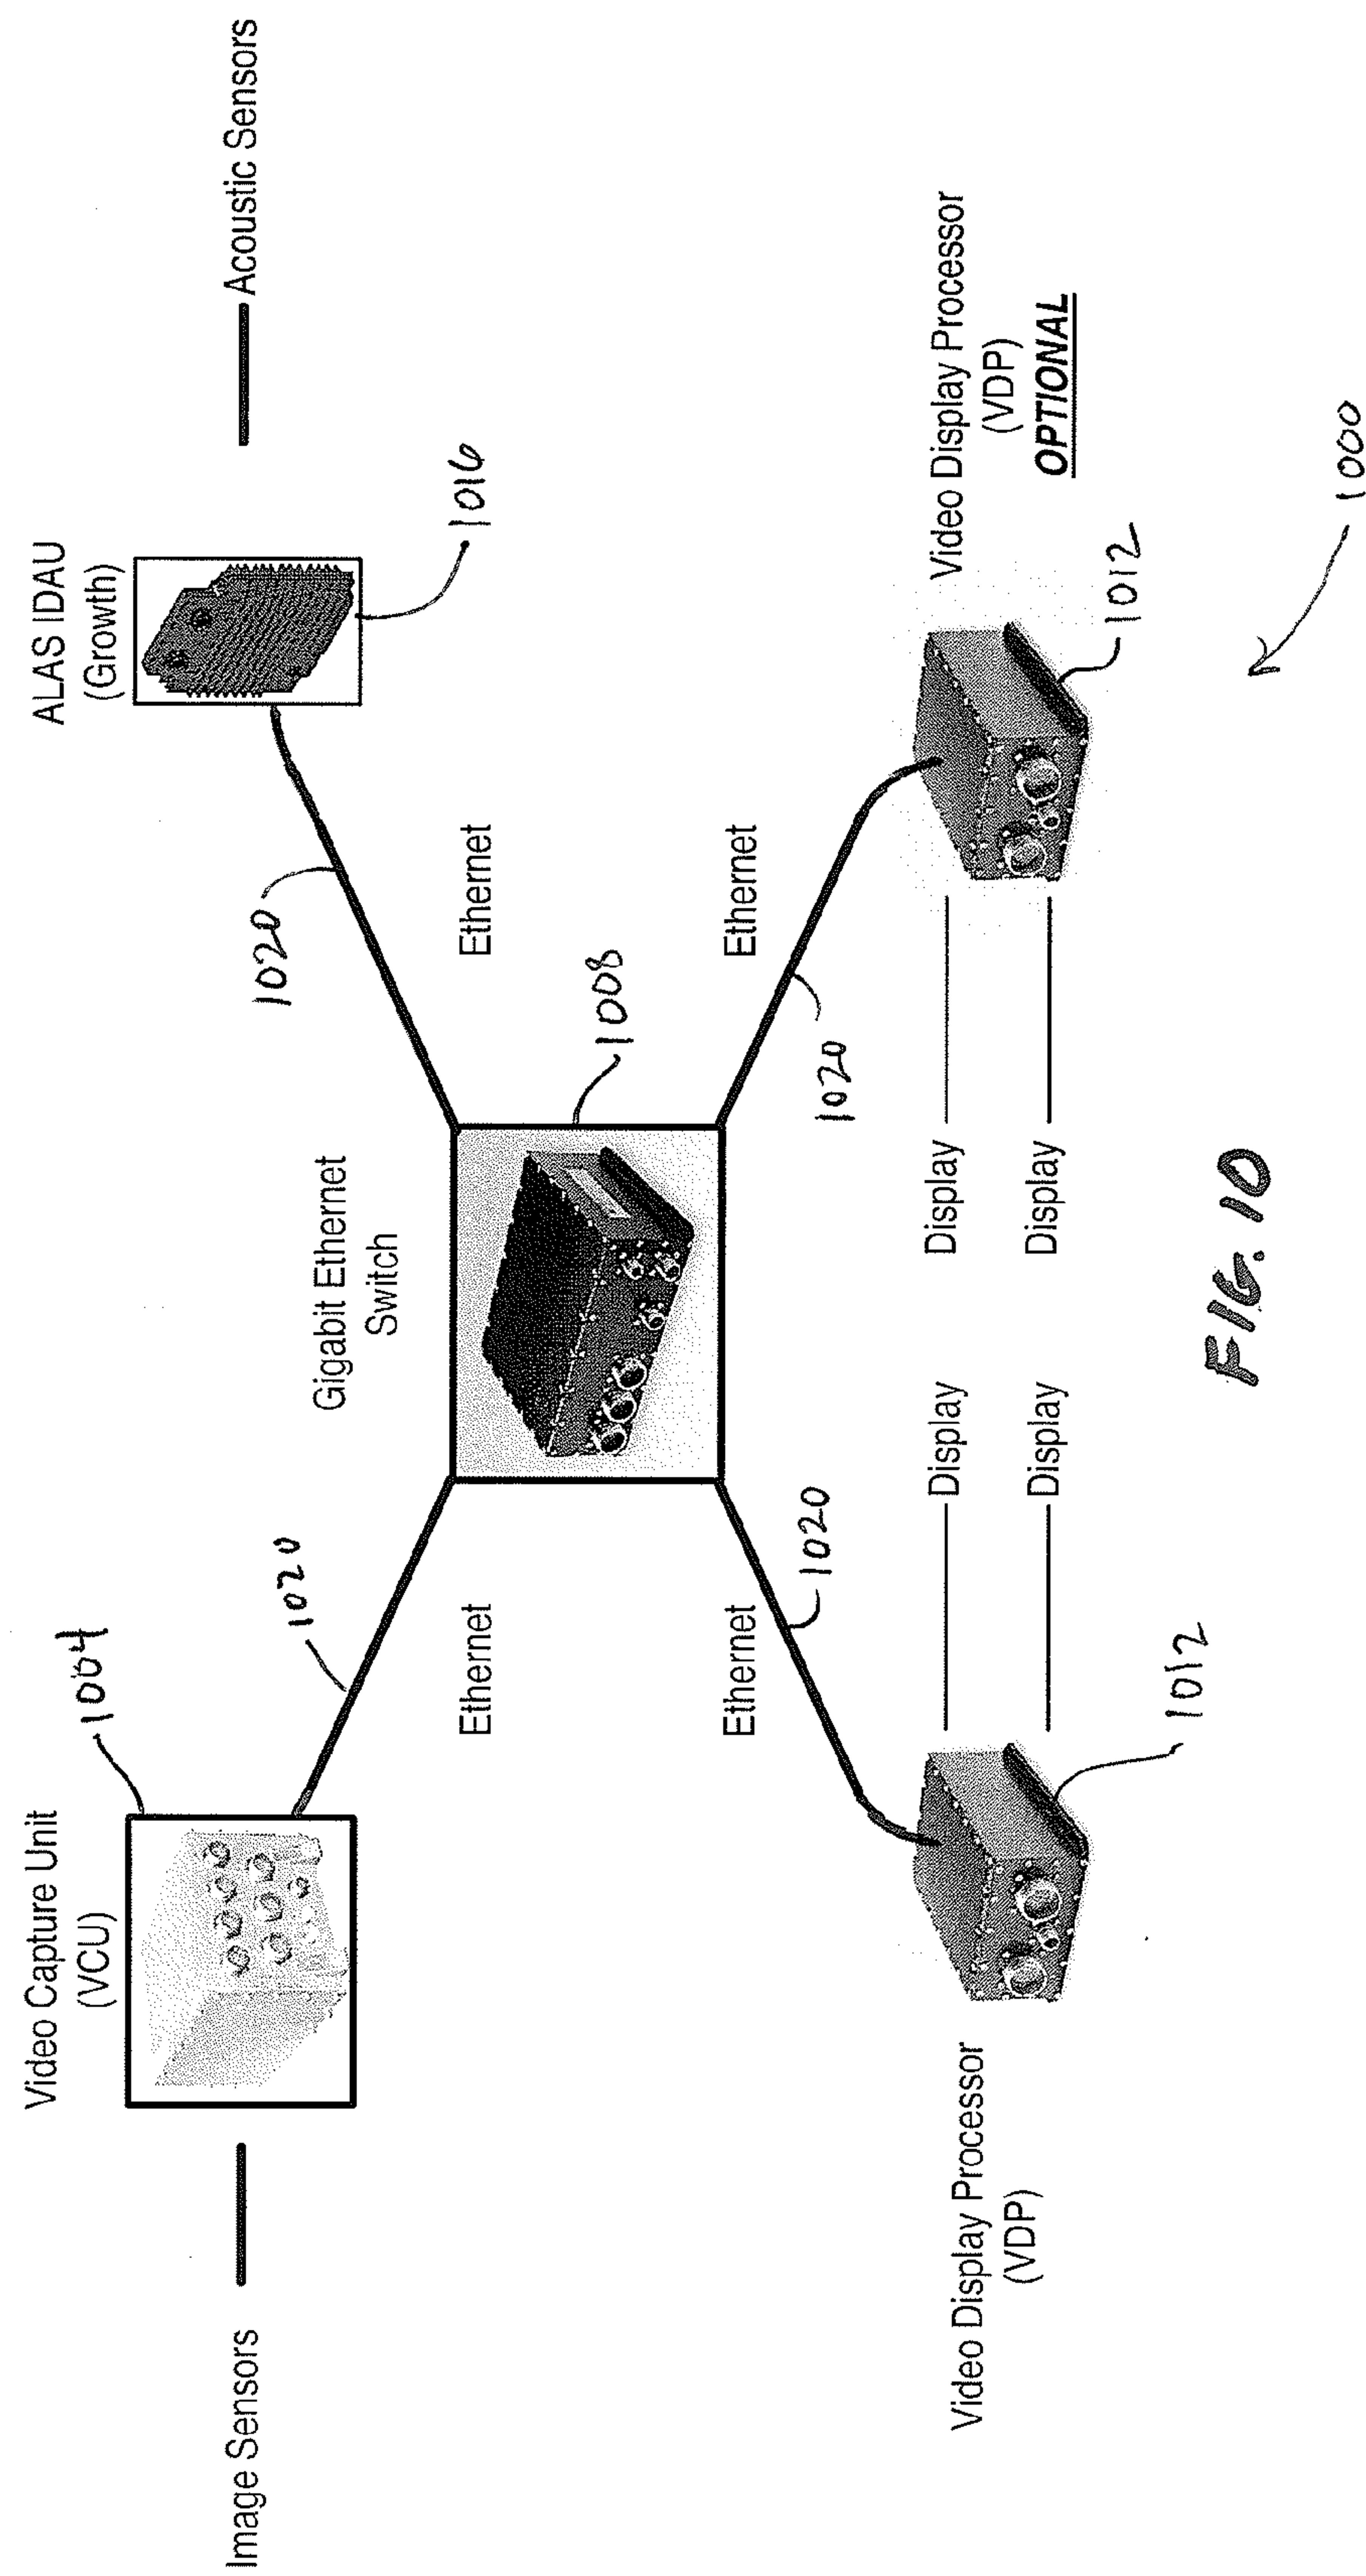 Video Capture Unit
(VCU)
1004
Image Sensors
1020
Ethernet
Gigabit Ethernet
Switch
1008
ALAS IDAU
(Growth)
1016
Acoustic Sensors
1020
Ethernet
Ethernet
1020
Ethernet
1020
Video Display Processor
(VDP)
1012
Display
Display
Display
Display
Video Display Processor
(VDP)
OPTIONAL
1012
1000
FIG. 10